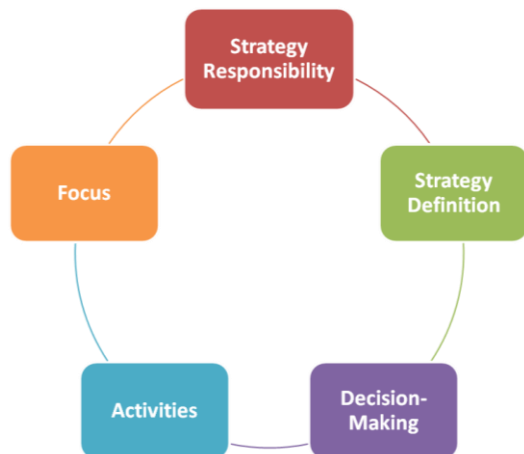 Strategy
Responsibility
Strategy
Definition
Decision-
Making
Activities
Focus